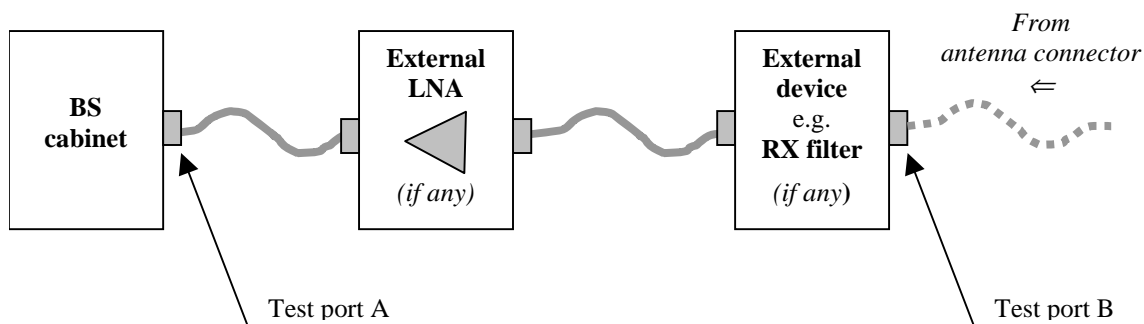 BS
cabinet
External
LNA
(if any)
External
device
e.g.
RX filter
(if any)
From
antenna connector
⇐
Test port A
Test port B